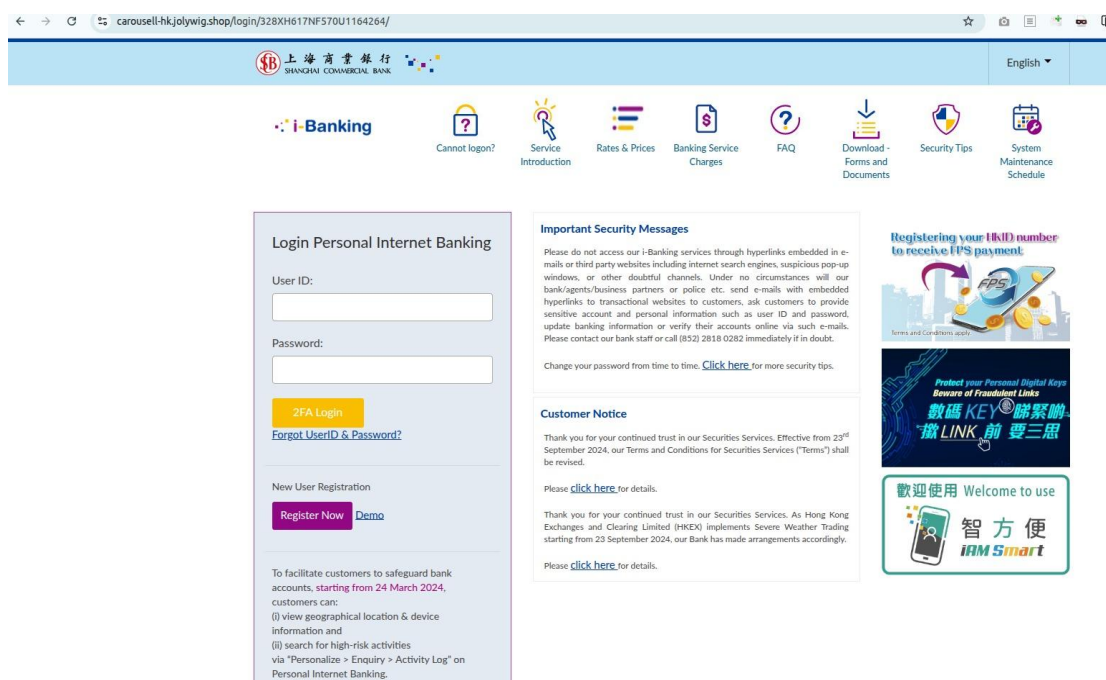 carousell-hk.jolywig.shop/login/328XH617NF570U1164264/
上海商業銀行
SHANGHAI COMMERCIAL BANK
English
i-Banking
Cannot logon?
Service
Introduction
Rates & Prices
Banking Service
Charges
FAQ
Download -
Forms and
Documents
Security Tips
System
Maintenance
Schedule
Login Personal Internet Banking
User ID:
Password:
2FA Login
Forgot UserID & Password?
New User Registration
Register Now Demo
To facilitate customers to safeguard bank
accounts, starting from 24 March 2024,
customers can:
(i) view geographical location & device
information and
(ii) search for high-risk activities
via "Personalize > Enquiry > Activity Log" on
Personal Internet Banking.
Important Security Messages
Please do not access our i-Banking services through hyperlinks embedded in e-
mails or third party websites including internet search engines, suspicious pop-up
windows, or other doubtful channels. Under no circumstances will our
bank/agents/business partners or police etc. send e-mails with embedded
hyperlinks to transactional websites to customers, ask customers to provide
sensitive account and personal information such as user ID and password,
update banking information or verify their accounts online via such e-mails.
Please contact our bank staff or call (852) 2818 0282 immediately if in doubt.
Change your password from time to time. Click here for more security tips.
Customer Notice
Thank you for your continued trust in our Securities Services. Effective from 23rd
September 2024, our Terms and Conditions for Securities Services ("Terms") shall
be revised.
Please click here for details.
Thank you for your continued trust in our Securities Services. As Hong Kong
Exchanges and Clearing Limited (HKEX) implements Severe Weather Trading
starting from 23 September 2024, our Bank has made arrangements accordingly.
Please click here for details.
Registering your HKID number
to receive FPS payment
FPS
Terms and Conditions apply.
Protect your Personal Digital Keys
Beware of Fraudulent Links
數碼 KEY 睇緊啲
撳 LINK 前 要三思
歡迎使用 Welcome to use
智方便
iAM Smart